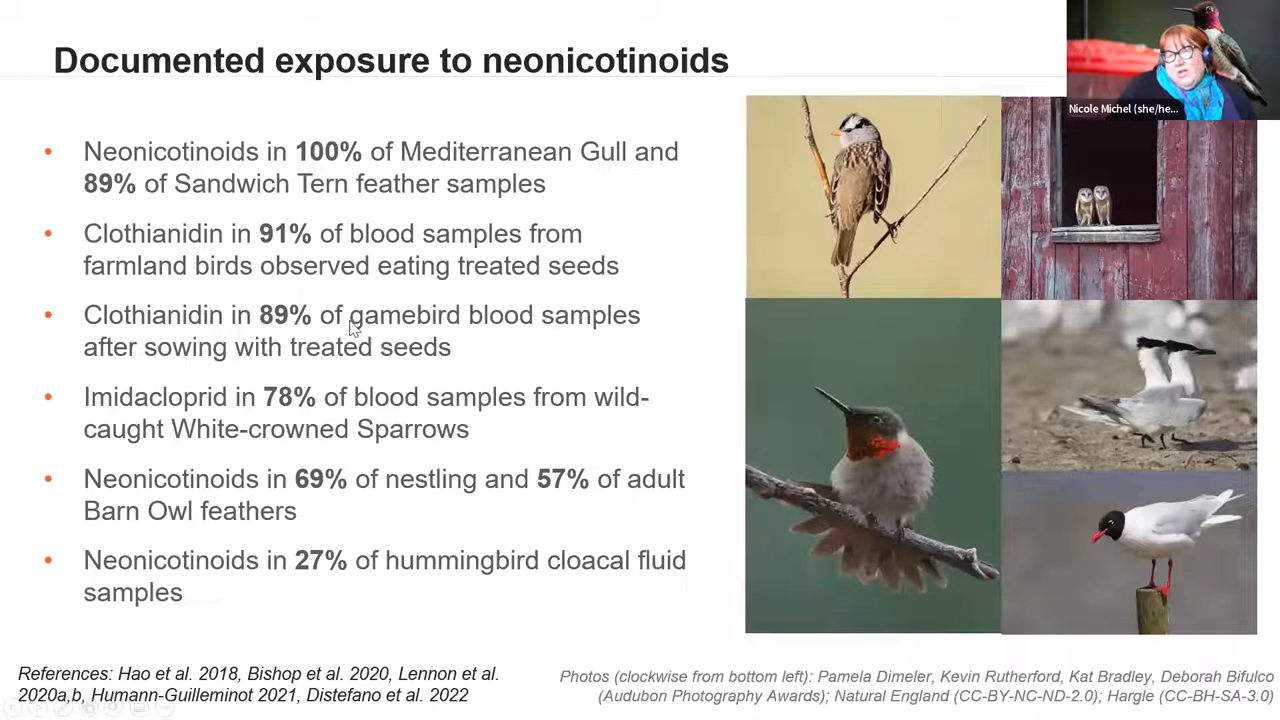 Documented exposure to neonicotinoids
Nicole Michel (she/he...
• Neonicotinoids in 100% of Mediterranean Gull and
89% of Sandwich Tern feather samples
• Clothianidin in 91% of blood samples from
farmland birds observed eating treated seeds
• Clothianidin in 89% of gamebird blood samples
after sowing with treated seeds
• Imidacloprid in 78% of blood samples from wild-
caught White-crowned Sparrows
• Neonicotinoids in 69% of nestling and 57% of adult
Barn Owl feathers
• Neonicotinoids in 27% of hummingbird cloacal fluid
samples
References: Hao et al. 2018, Bishop et al. 2020, Lennon et al.
2020a,b, Humann-Guilleminot 2021, Distefano et al. 2022
Photos (clockwise from bottom left): Pamela Dimeler, Kevin Rutherford, Kat Bradley, Deborah Bifulco
(Audubon Photography Awards); Natural England (CC-BY-NC-ND-2.0); Hargle (CC-BH-SA-3.0)